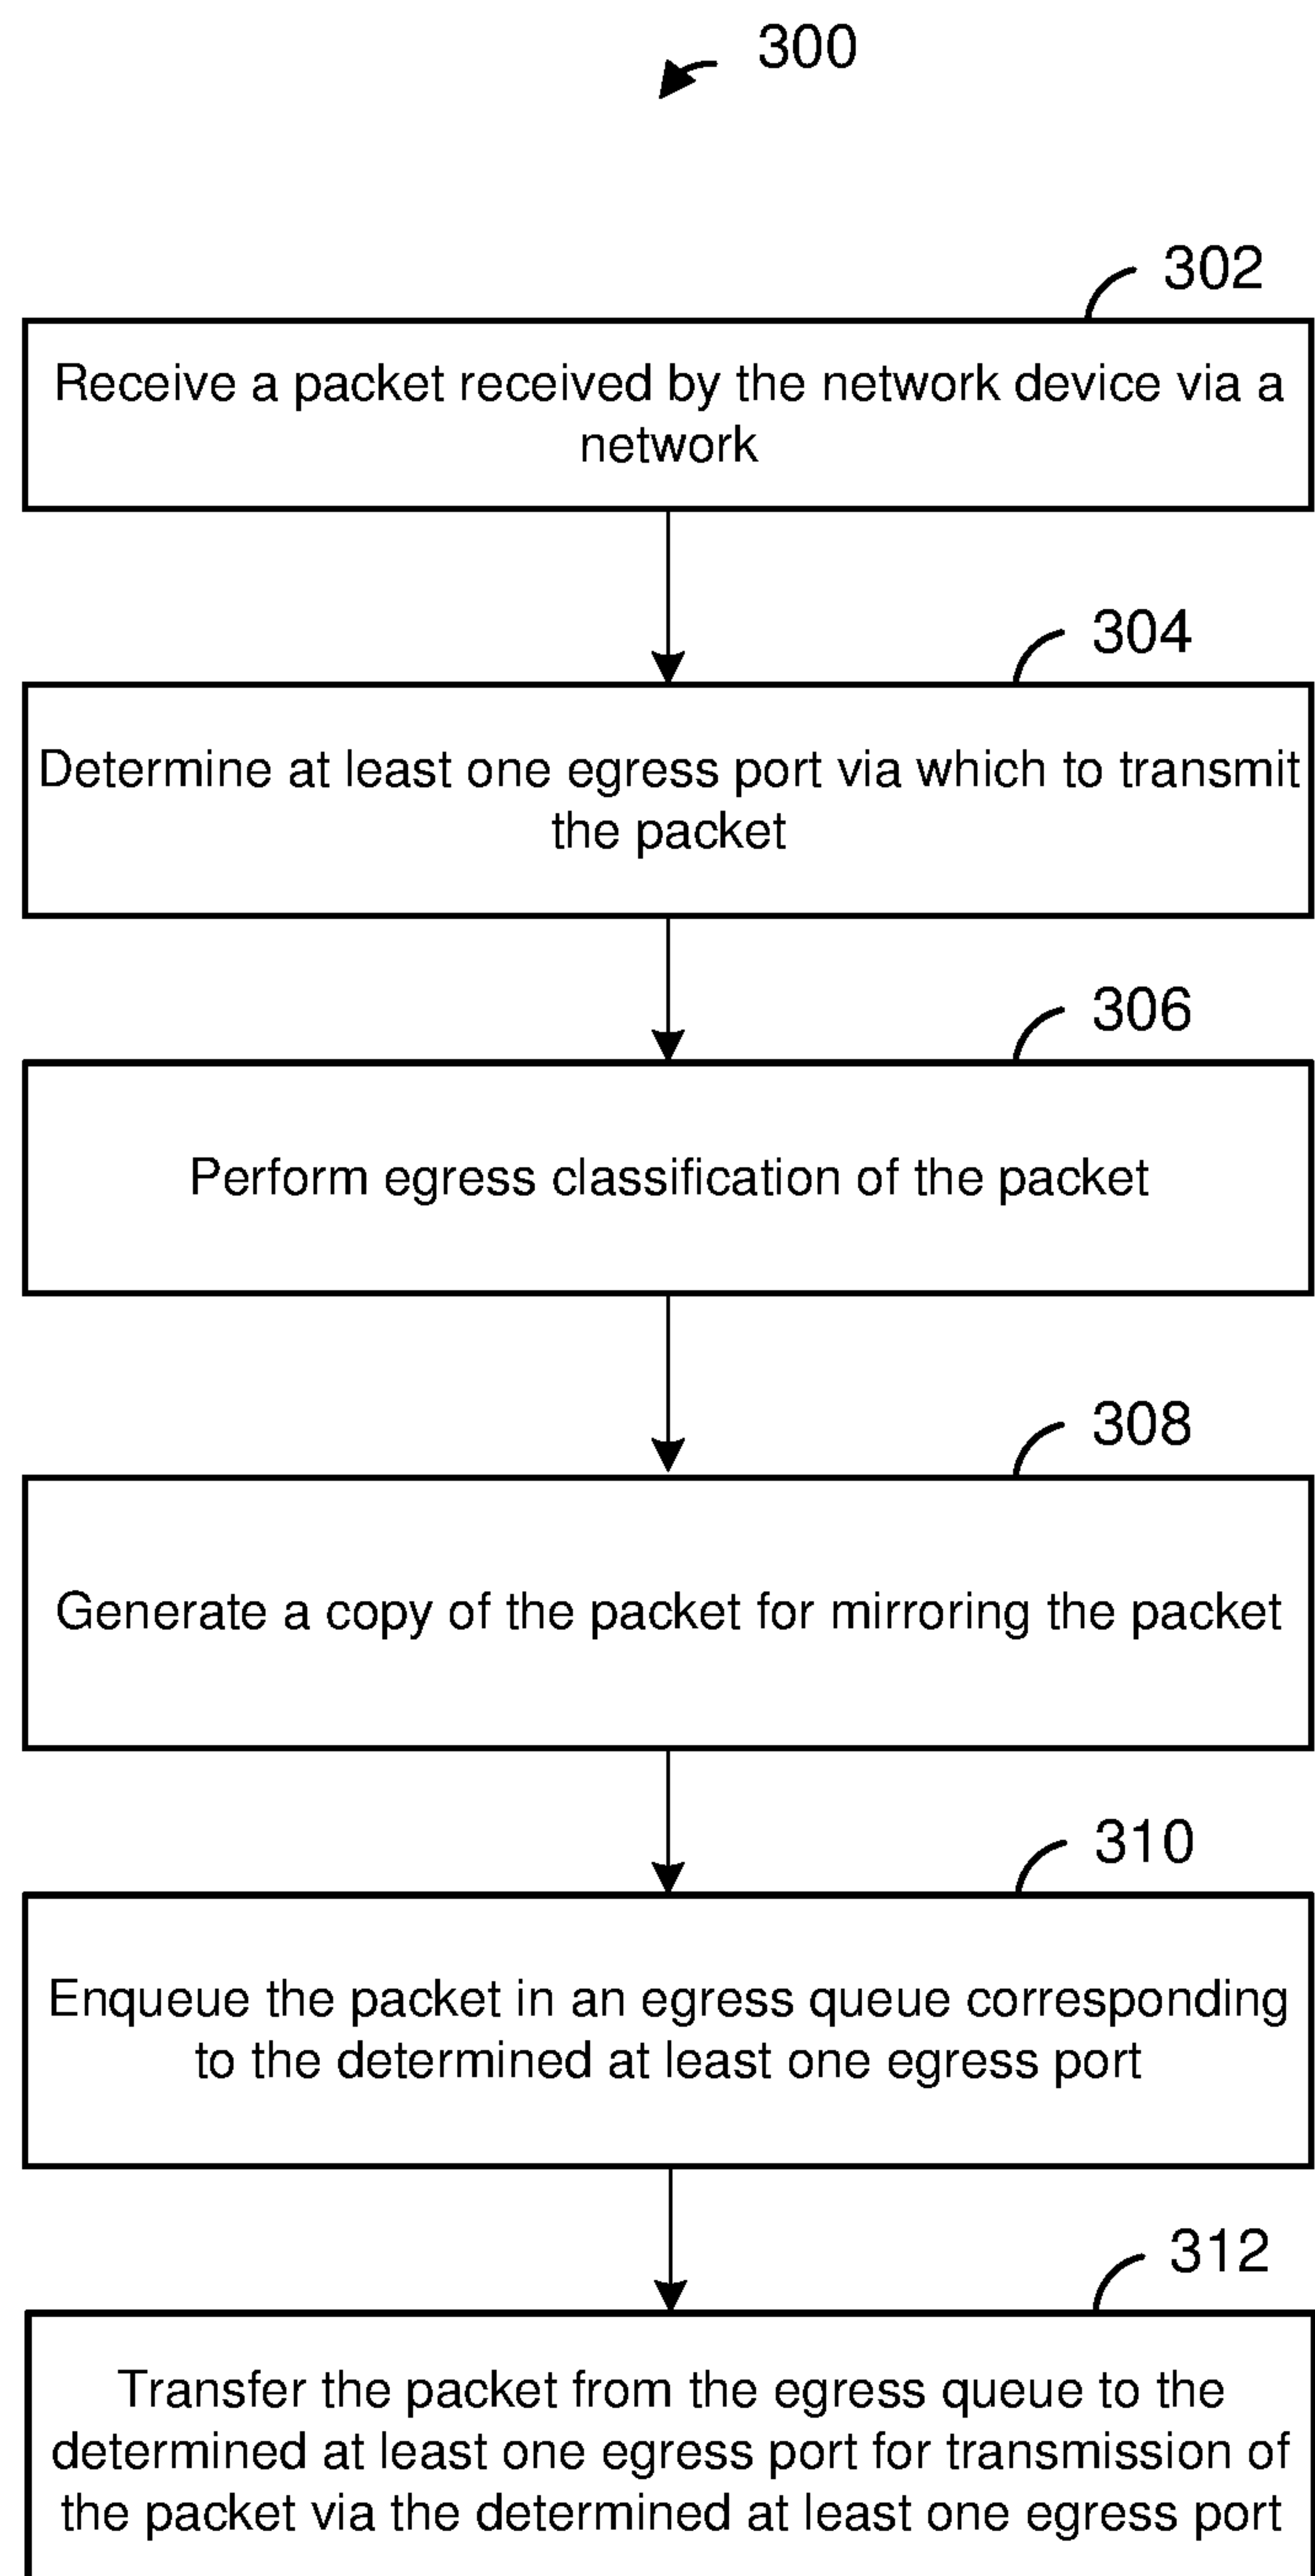 300
302
Receive a packet received by the network device via a
network
304
Determine at least one egress port via which to transmit
the packet
306
Perform egress classification of the packet
308
Generate a copy of the packet for mirroring the packet
310
Enqueue the packet in an egress queue corresponding
to the determined at least one egress port
312
Transfer the packet from the egress queue to the
determined at least one egress port for transmission of
the packet via the determined at least one egress port